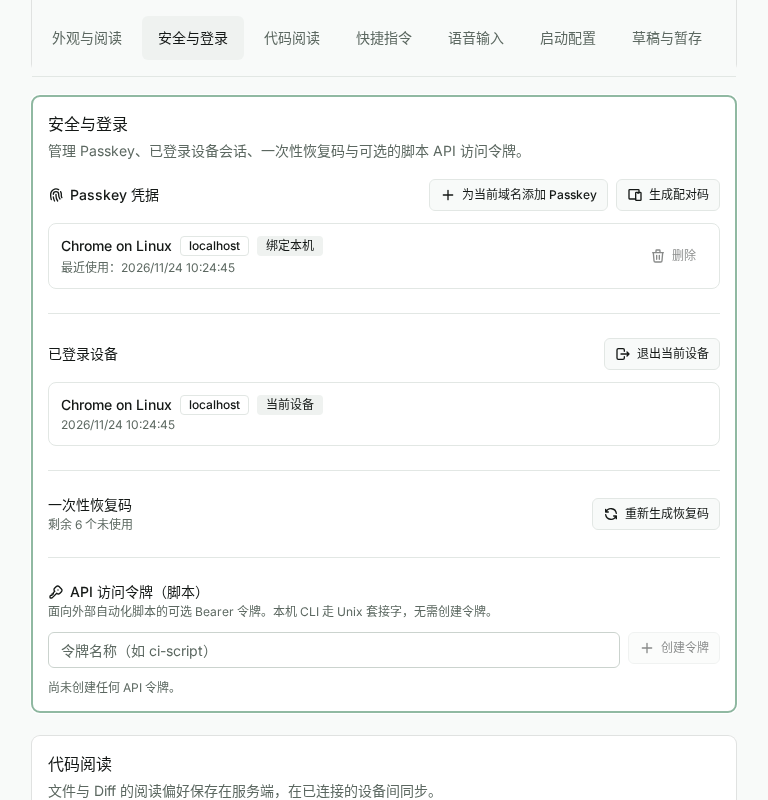 外观与阅读 安全与登录 代码阅读 快捷指令 语音输入 启动配置 草稿与暂存
安全与登录
管理 Passkey、已登录设备会话、一次性恢复码与可选的脚本 API 访问令牌。
Passkey 凭据 为当前域名添加 Passkey 生成配对码
Chrome on Linux localhost 绑定本机
最近使用：2026/11/24 10:24:45
删除
已登录设备 退出当前设备
Chrome on Linux localhost 当前设备
2026/11/24 10:24:45
一次性恢复码
剩余 6 个未使用
重新生成恢复码
API 访问令牌（脚本）
面向外部自动化脚本的可选 Bearer 令牌。本机 CLI 走 Unix 套接字，无需创建令牌。
令牌名称（如 ci-script） 创建令牌
尚未创建任何 API 令牌。
代码阅读
文件与 Diff 的阅读偏好保存在服务端，在已连接的设备间同步。